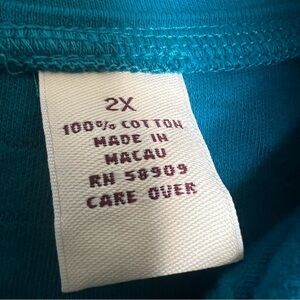 2X
100% COTTON
MADE IN
MACAU
RN 58909
CARE OVER